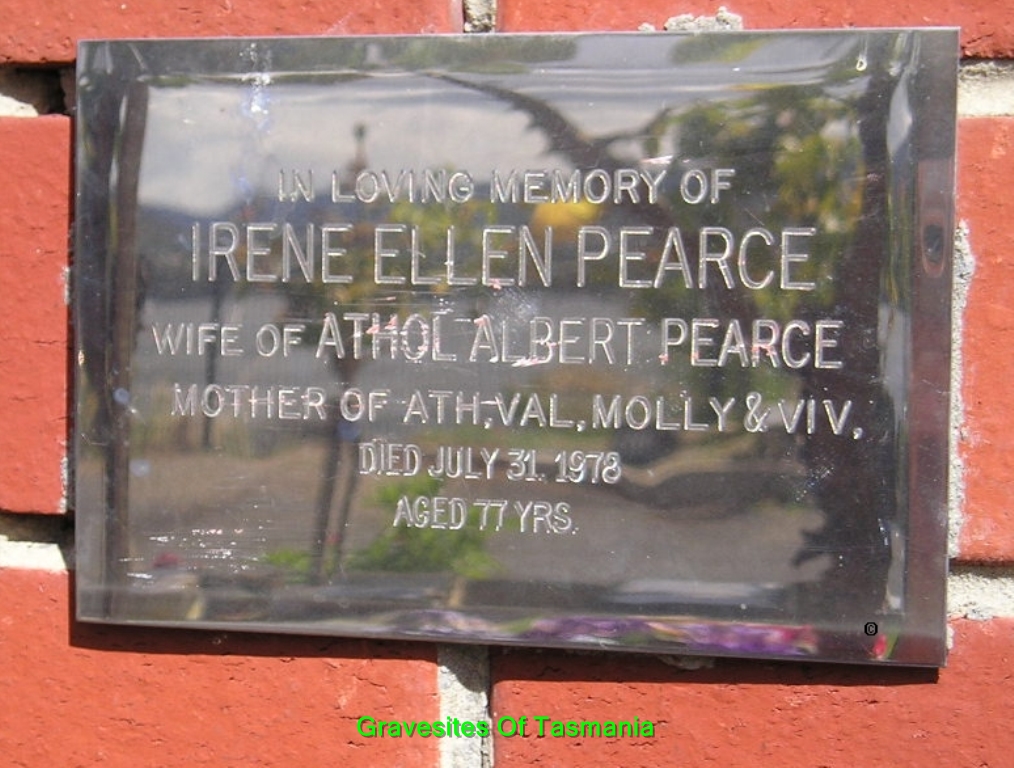 IN LOVING MEMORY OF
IRENE ELLEN PEARCE
WIFE OF ATHOL ALBERT PEARCE
MOTHER OF ATH, VAL, MOLLY & VIV,
DIED JULY 31. 1978
AGED 77 YRS.
©
Gravesites Of Tasmania